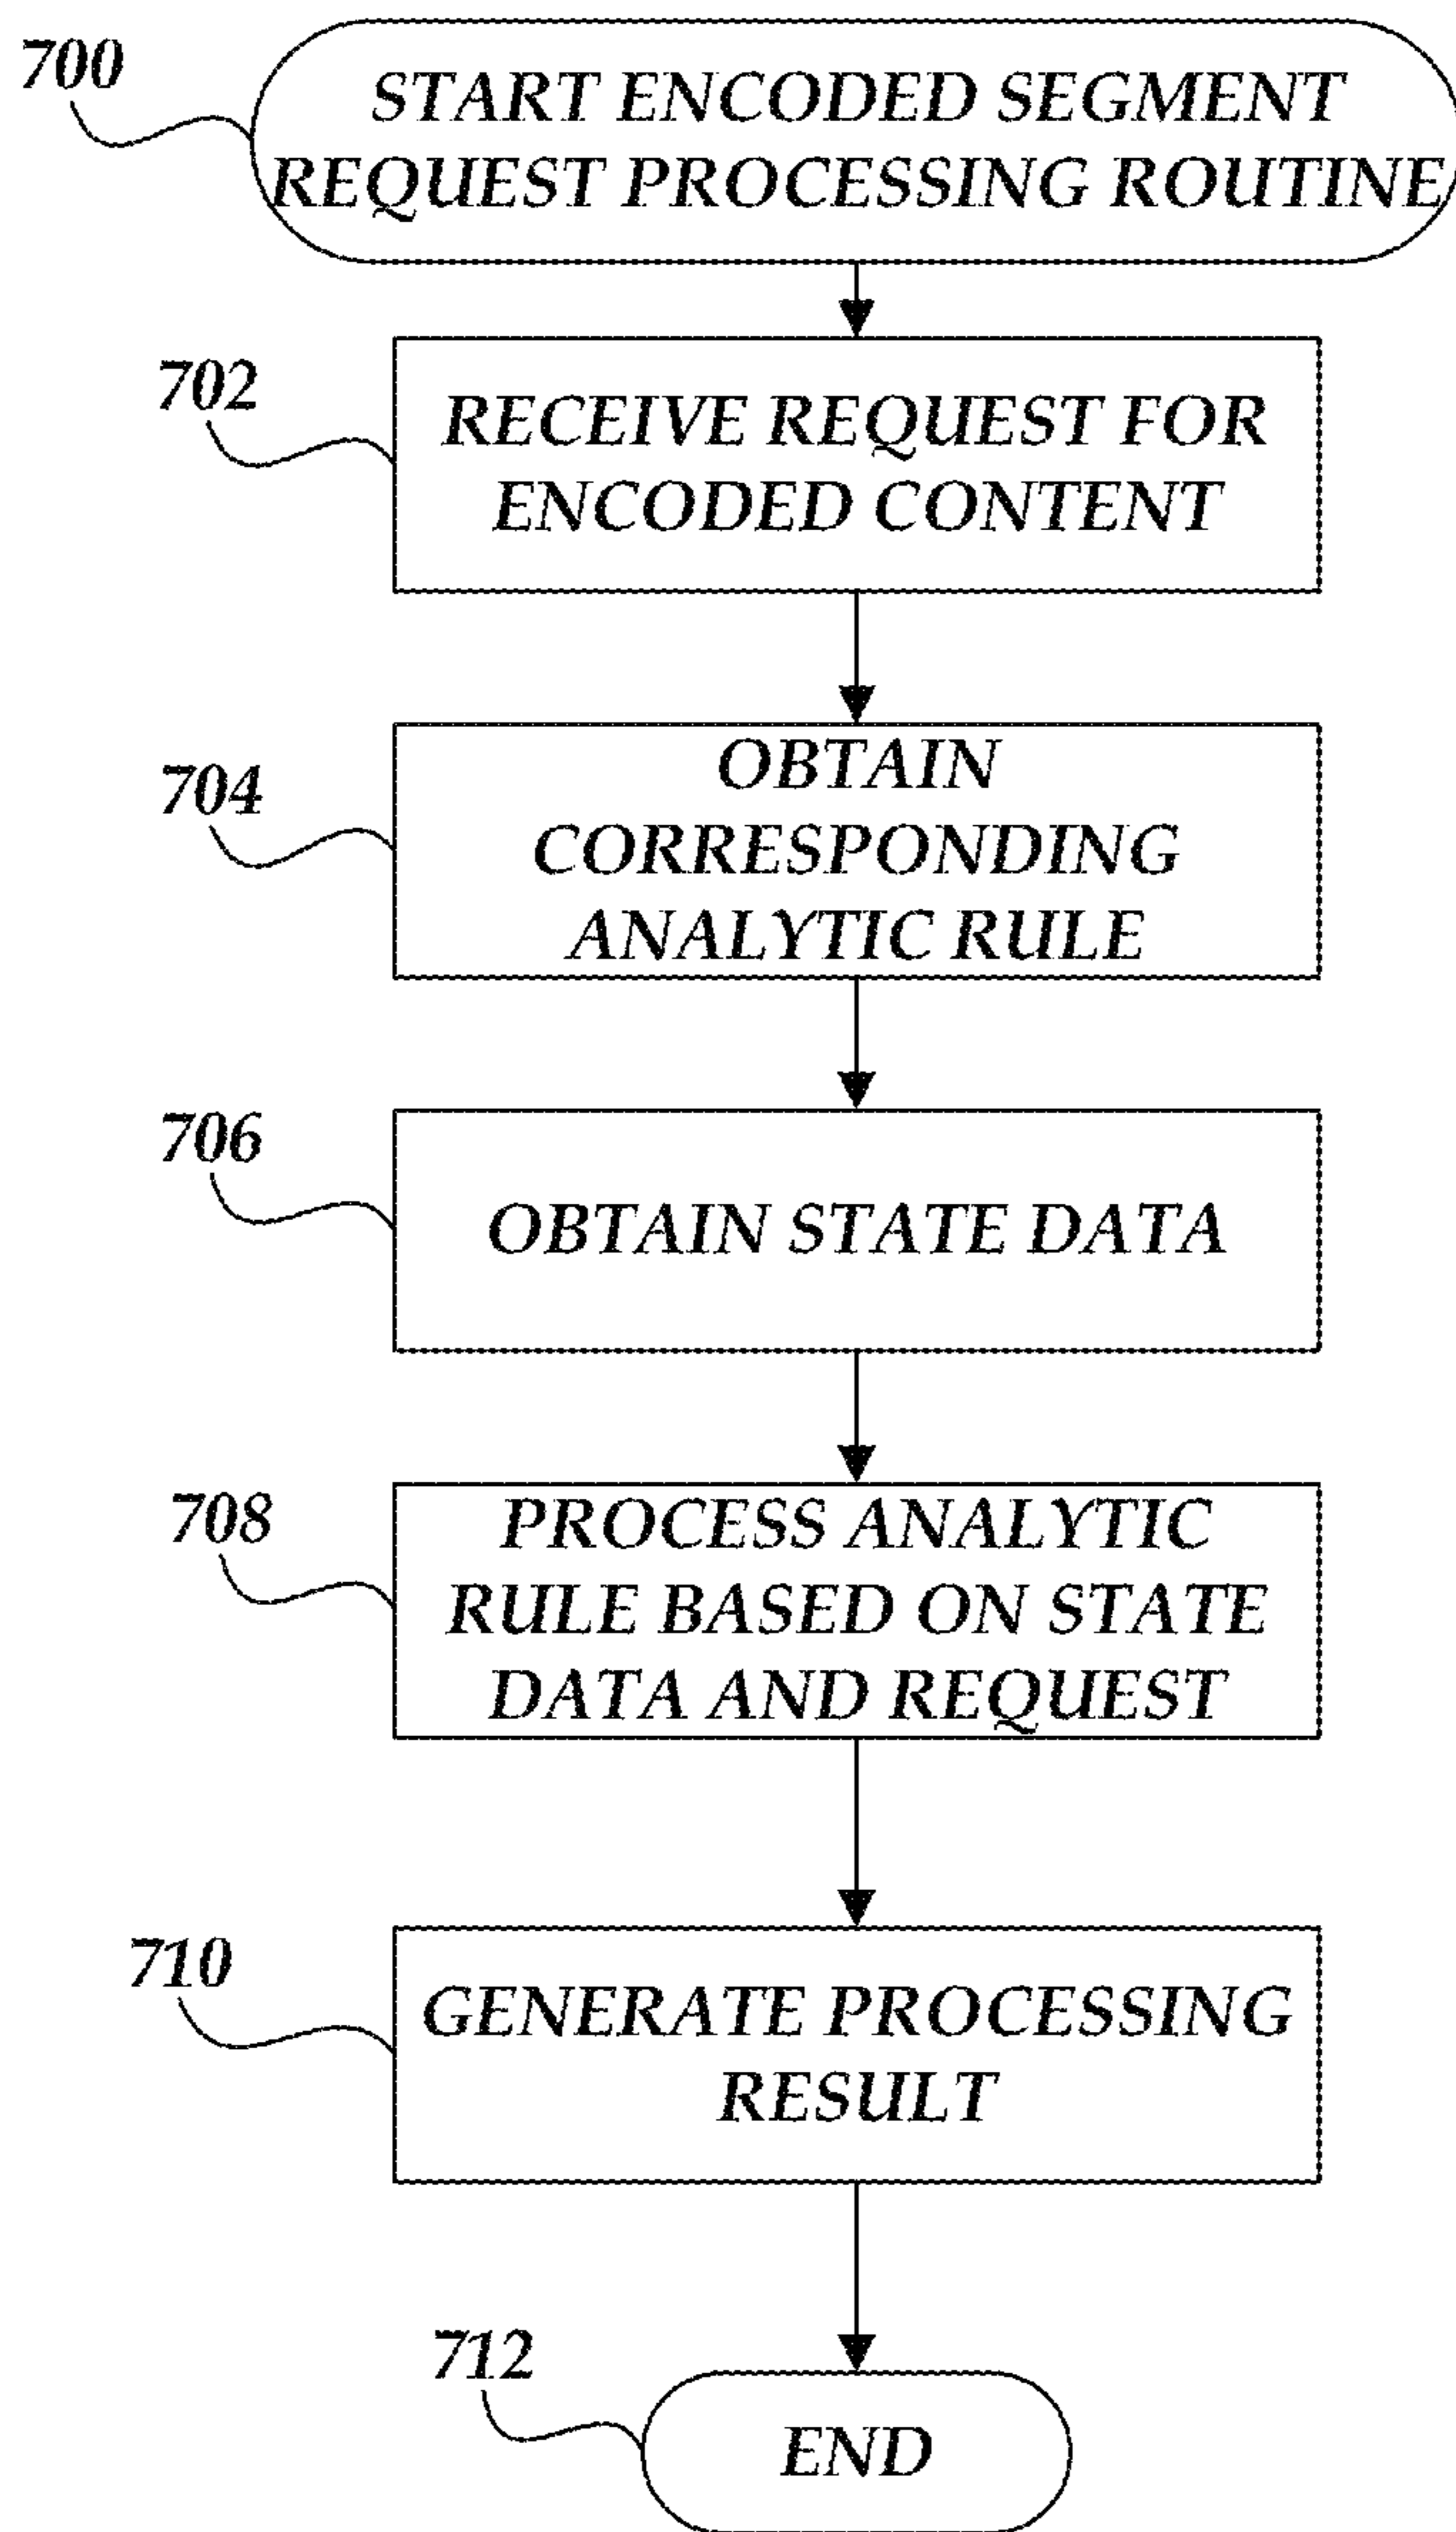 700
START ENCODED SEGMENT
REQUEST PROCESSING ROUTINE
702
RECEIVE REQUEST FOR
ENCODED CONTENT
704
OBTAIN
CORRESPONDING
ANALYTIC RULE
706
OBTAIN STATE DATA
708
PROCESS ANALYTIC
RULE BASED ON STATE
DATA AND REQUEST
710
GENERATE PROCESSING
RESULT
712
END